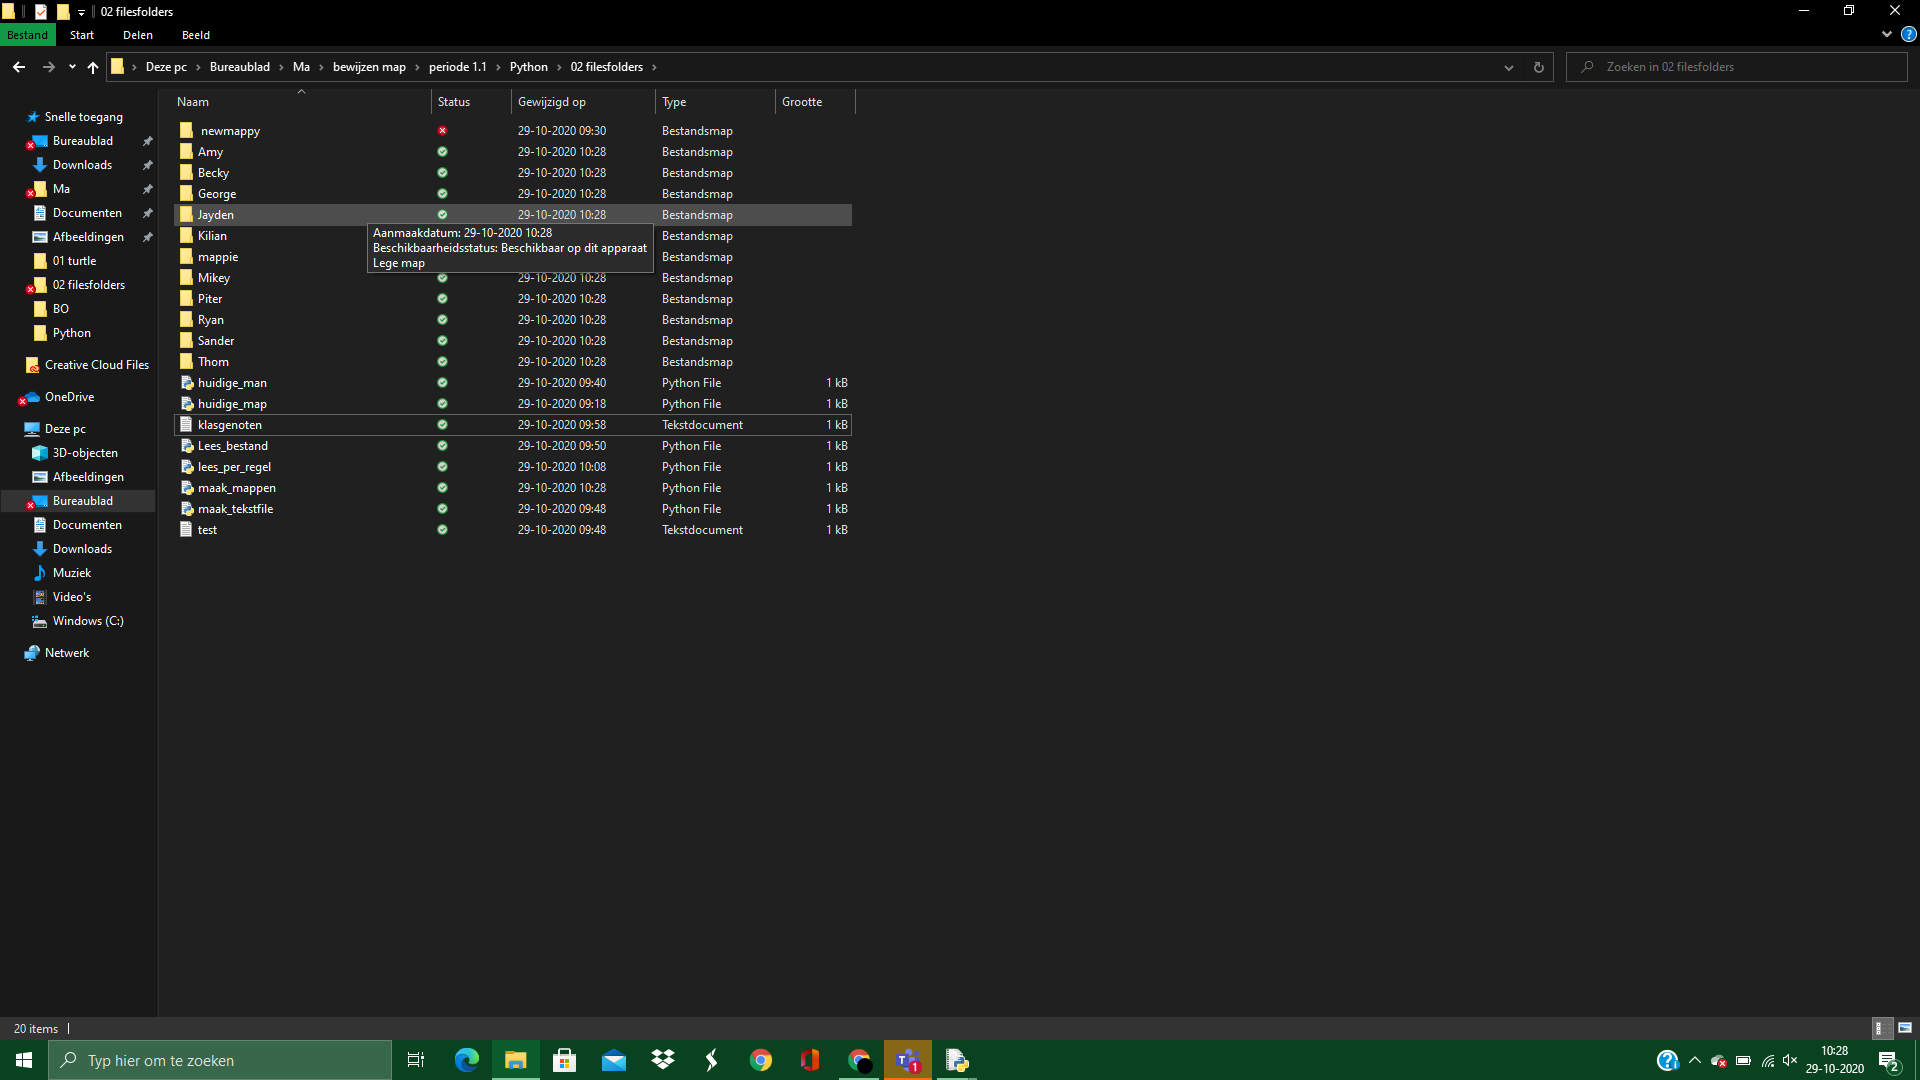 02 filesfolders
Bestand Start Delen Beeld
Deze pc Bureaublad Ma bewijzen map periode 1.1 Python 02 filesfolders
Zoeken in 02 filesfolders
Naam Status Gewijzigd op Type Grootte
newmappy 29-10-2020 09:30 Bestandsmap
Amy 29-10-2020 10:28 Bestandsmap
Becky 29-10-2020 10:28 Bestandsmap
George 29-10-2020 10:28 Bestandsmap
Jayden 29-10-2020 10:28 Bestandsmap
Kilian Bestandsmap
mappie Bestandsmap
Aanmaakdatum: 29-10-2020 10:28
Beschikbaarheidsstatus: Beschikbaar op dit apparaat
Lege map
Mikey 29-10-2020 10:28 Bestandsmap
Piter 29-10-2020 10:28 Bestandsmap
Ryan 29-10-2020 10:28 Bestandsmap
Sander 29-10-2020 10:28 Bestandsmap
Thom 29-10-2020 10:28 Bestandsmap
huidige_man 29-10-2020 09:40 Python File 1 kB
huidige_map 29-10-2020 09:18 Python File 1 kB
klasgenoten 29-10-2020 09:58 Tekstdocument 1 kB
Lees_bestand 29-10-2020 09:50 Python File 1 kB
lees_per_regel 29-10-2020 10:08 Python File 1 kB
maak_mappen 29-10-2020 10:28 Python File 1 kB
maak_tekstfile 29-10-2020 09:48 Python File 1 kB
test 29-10-2020 09:48 Tekstdocument 1 kB
Snelle toegang
Bureaublad
Downloads
Ma
Documenten
Afbeeldingen
01 turtle
02 filesfolders
BO
Python
Creative Cloud Files
OneDrive
Deze pc
3D-objecten
Afbeeldingen
Bureaublad
Documenten
Downloads
Muziek
Video's
Windows (C:)
Netwerk
20 items
Typ hier om te zoeken
1
10:28
29-10-2020
2